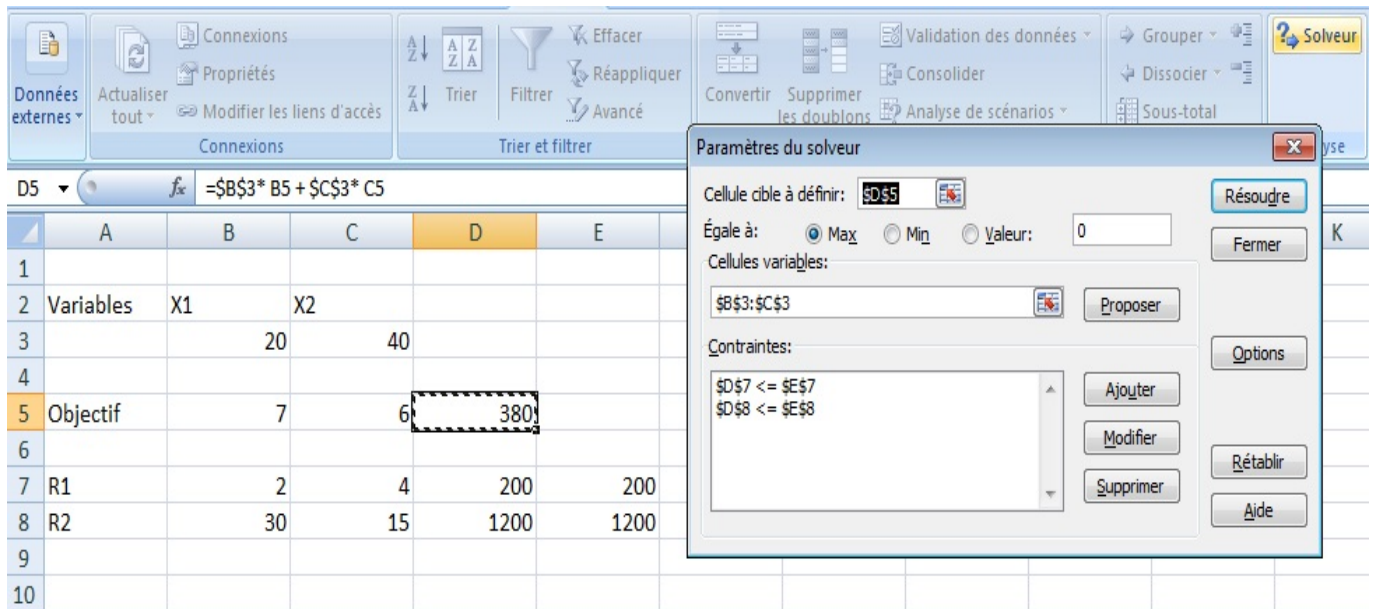 Connexions
Propriétés
Modifier les liens d'accès
Données externes
Actualiser tout
Connexions
A Z
Z A
A Z
Z A
Trier
Filtrer
Effacer
Réappliquer
Avancé
Trier et filtrer
Convertir
Supprimer les doublons
Validation des données
Consolider
Analyse de scénarios
Grouper
Dissocier
Sous-total
Solveur
yse
D5 fx =$B$3* B5 + $C$3* C5
A B C D E K
1
2 Variables X1 X2
3 20 40
4
5 Objectif 7 6 380
6
7 R1 2 4 200 200
8 R2 30 15 1200 1200
9
10
Paramètres du solveur
Cellule cible à définir: $D$5
Égale à: Max Min Valeur: 0
Cellules variables:
$B$3:$C$3
Proposer
Contraintes:
$D$7 <= $E$7
$D$8 <= $E$8
Ajouter
Modifier
Supprimer
Résoudre
Fermer
Options
Rétablir
Aide